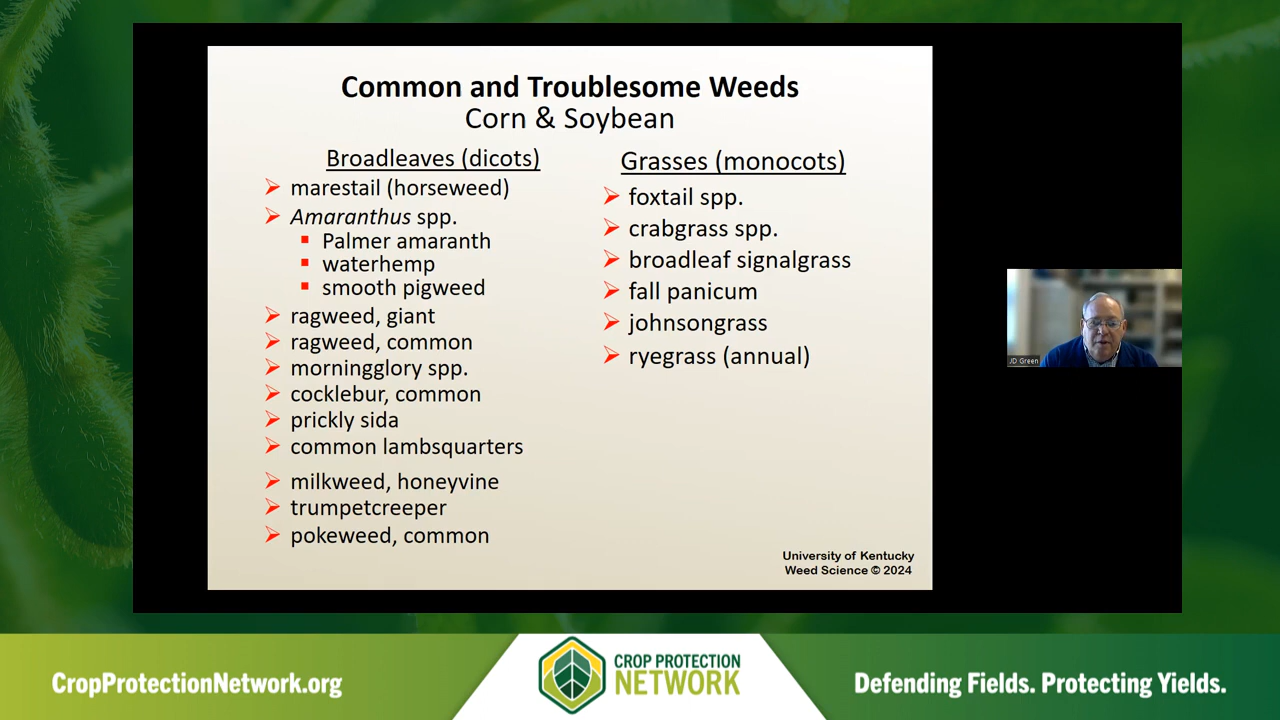 Common and Troublesome Weeds
Corn & Soybean
Broadleaves (dicots)
marestail (horseweed)
Amaranthus spp.
Palmer amaranth
waterhemp
smooth pigweed
ragweed, giant
ragweed, common
morningglory spp.
cocklebur, common
prickly sida
common lambsquarters
milkweed, honeyvine
trumpetcreeper
pokeweed, common
Grasses (monocots)
foxtail spp.
crabgrass spp.
broadleaf signalgrass
fall panicum
johnsongrass
ryegrass (annual)
University of Kentucky
Weed Science © 2024
JD Green
CropProtectionNetwork.org
CROP PROTECTION
NETWORK
Defending Fields. Protecting Yields.